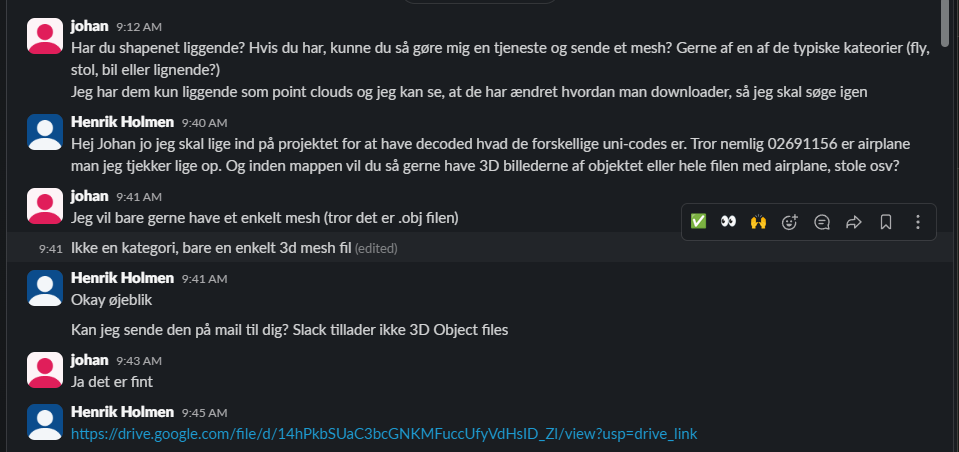 johan 9:12 AM
Har du shapenet liggende? Hvis du har, kunne du så gøre mig en tjeneste og sende et mesh? Gerne af en af de typiske kateorier (fly,
stol, bil eller lignende?)
Jeg har dem kun liggende som point clouds og jeg kan se, at de har ændret hvordan man downloader, så jeg skal søge igen
Henrik Holmen 9:40 AM
Hej Johan jo jeg skal lige ind på projektet for at have decoded hvad de forskellige uni-codes er. Tror nemlig 02691156 er airplane
man jeg tjekker lige op. Og inden mappen vil du så gerne have 3D billederne af objektet eller hele filen med airplane, stole osv?
johan 9:41 AM
Jeg vil bare gerne have et enkelt mesh (tror det er .obj filen)
9:41 Ikke en kategori, bare en enkelt 3d mesh fil (edited)
Henrik Holmen 9:41 AM
Okay øjeblik
Kan jeg sende den på mail til dig? Slack tillader ikke 3D Object files
johan 9:43 AM
Ja det er fint
Henrik Holmen 9:45 AM
https://drive.google.com/file/d/14hPkbSUaC3bcGNKMFuccUfyVdHsID_ZI/view?usp=drive_link